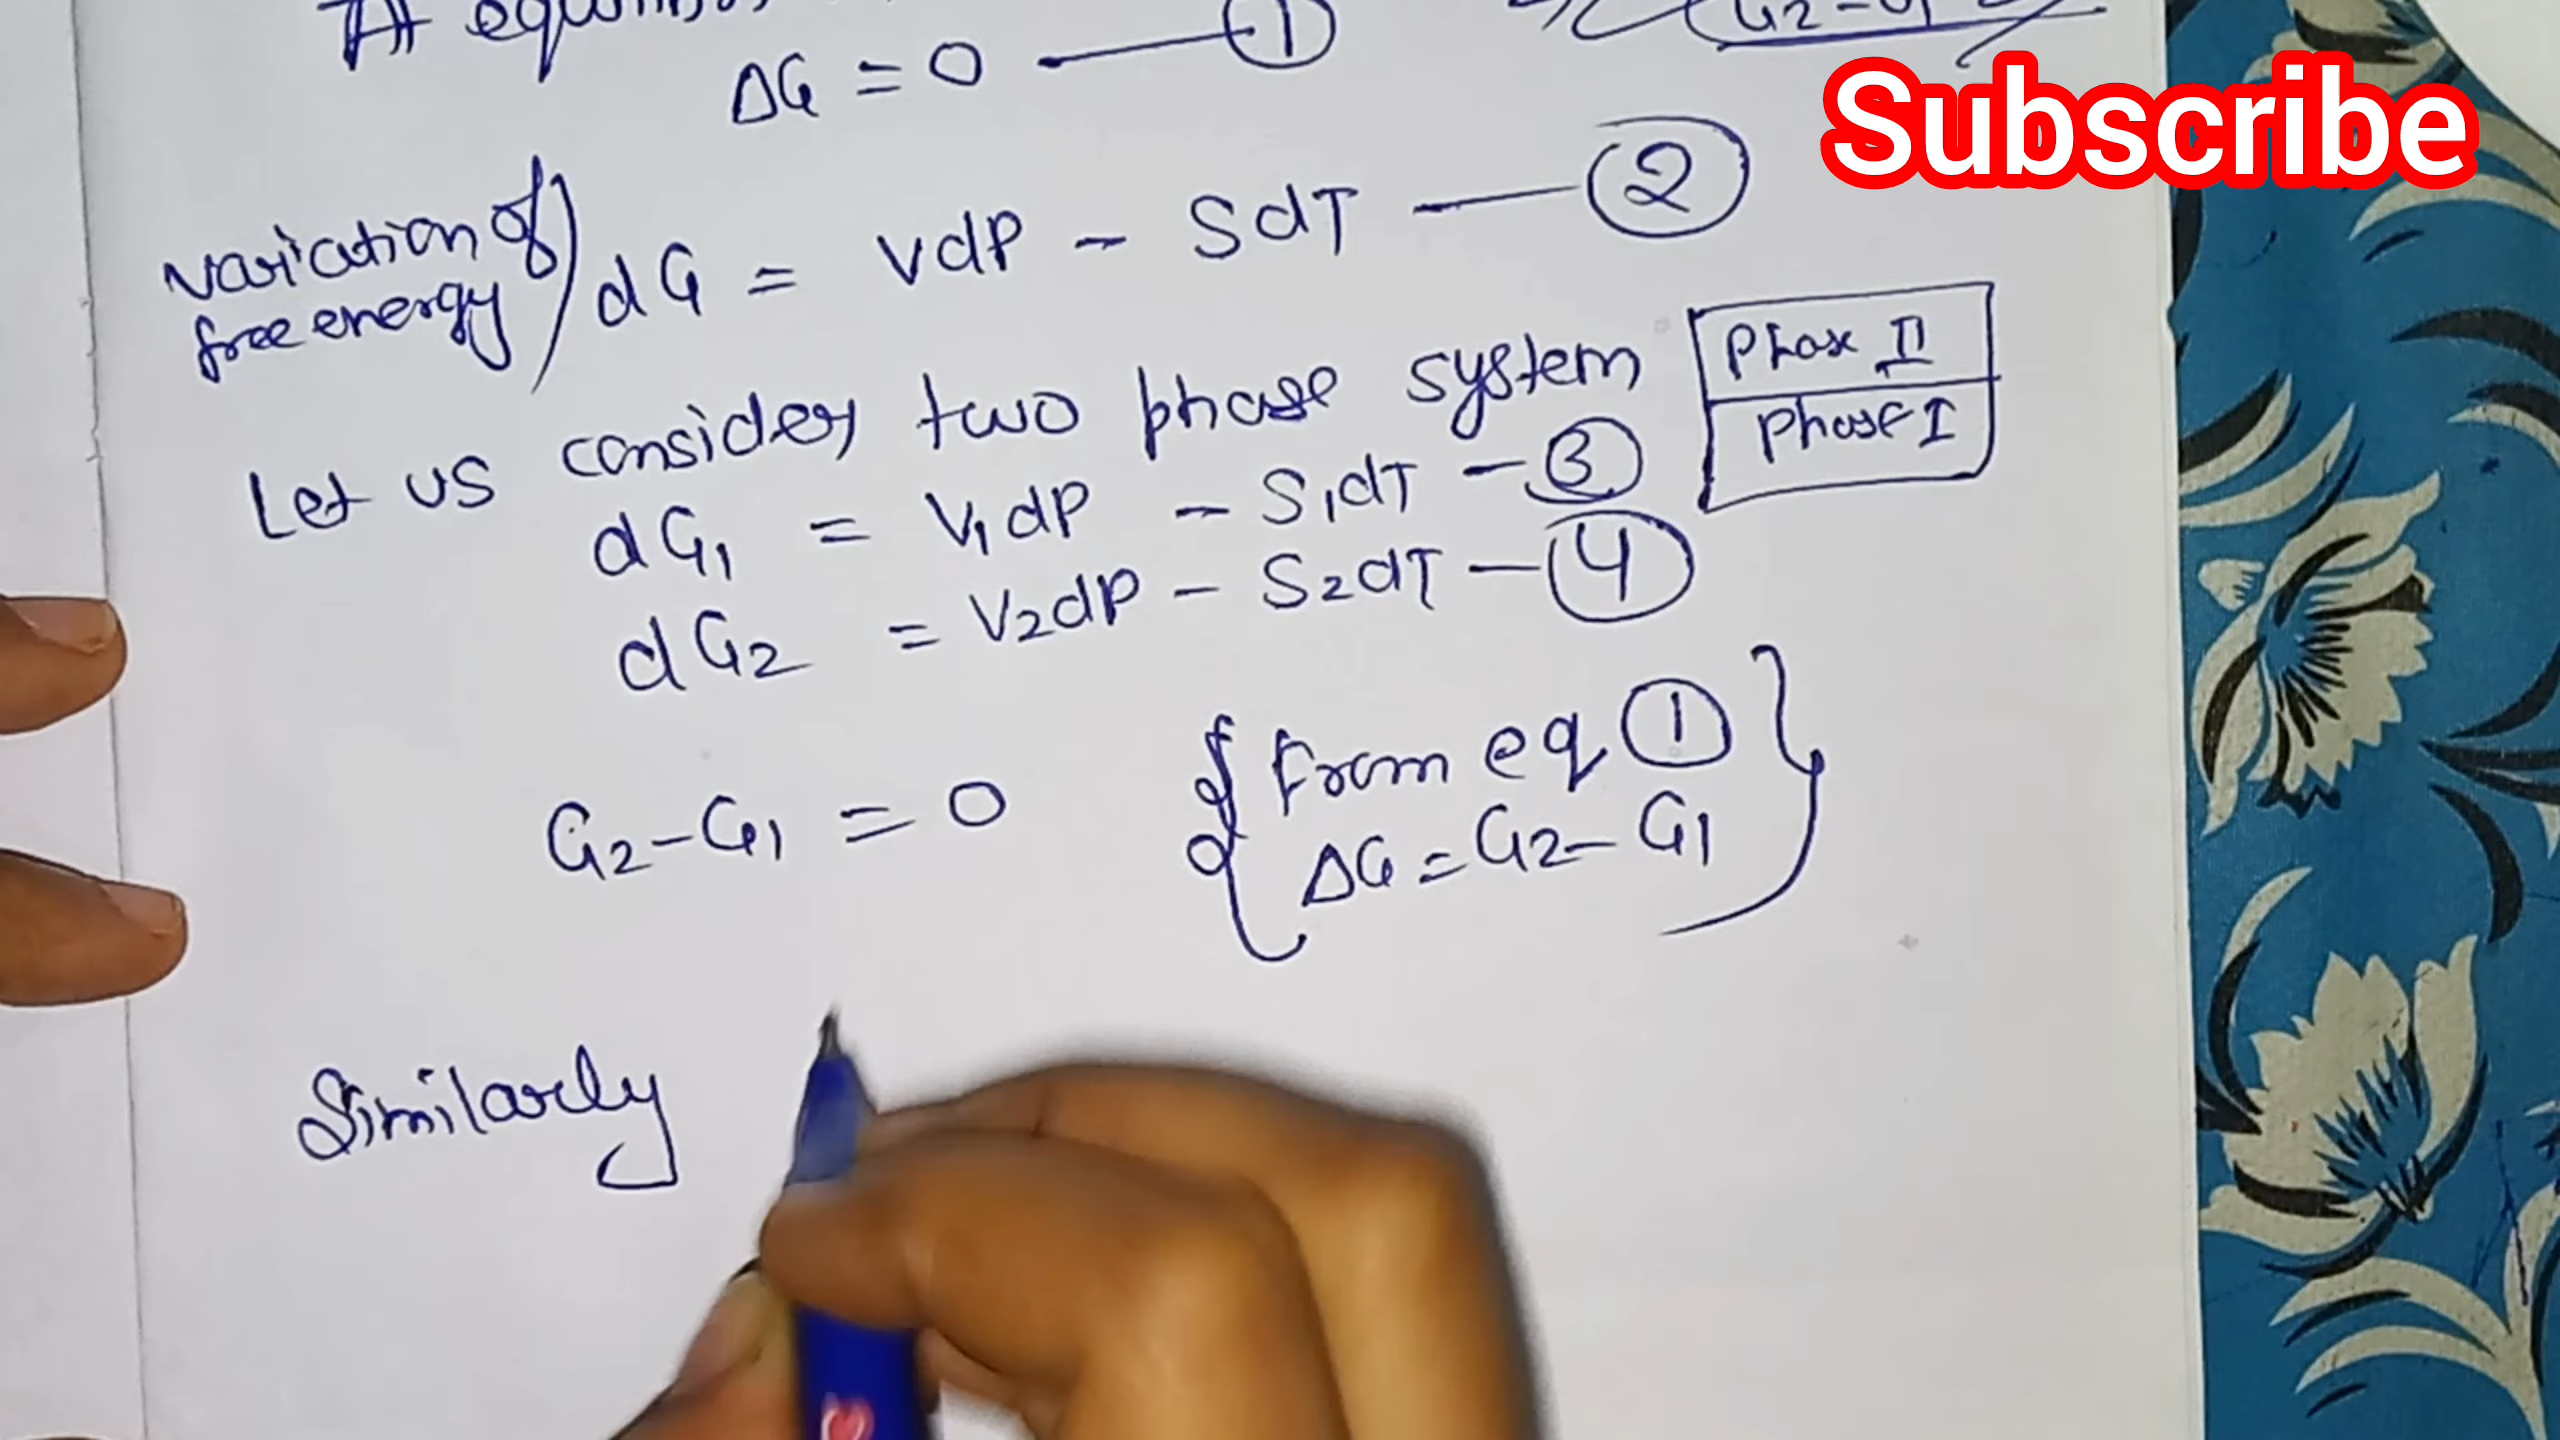 ΔG = 0 — ①
G2-G1
Subscribe
variation of
free energy
dG = vdP - SdT — ②
Let us consider two phase system
Phase II
Phase I
dG1 = V1dP - S1dT - ③
dG2 = V2dP - S2dT - ④
G2-G1 = 0
{ From eq ① }
ΔG = G2- G1
Similarly